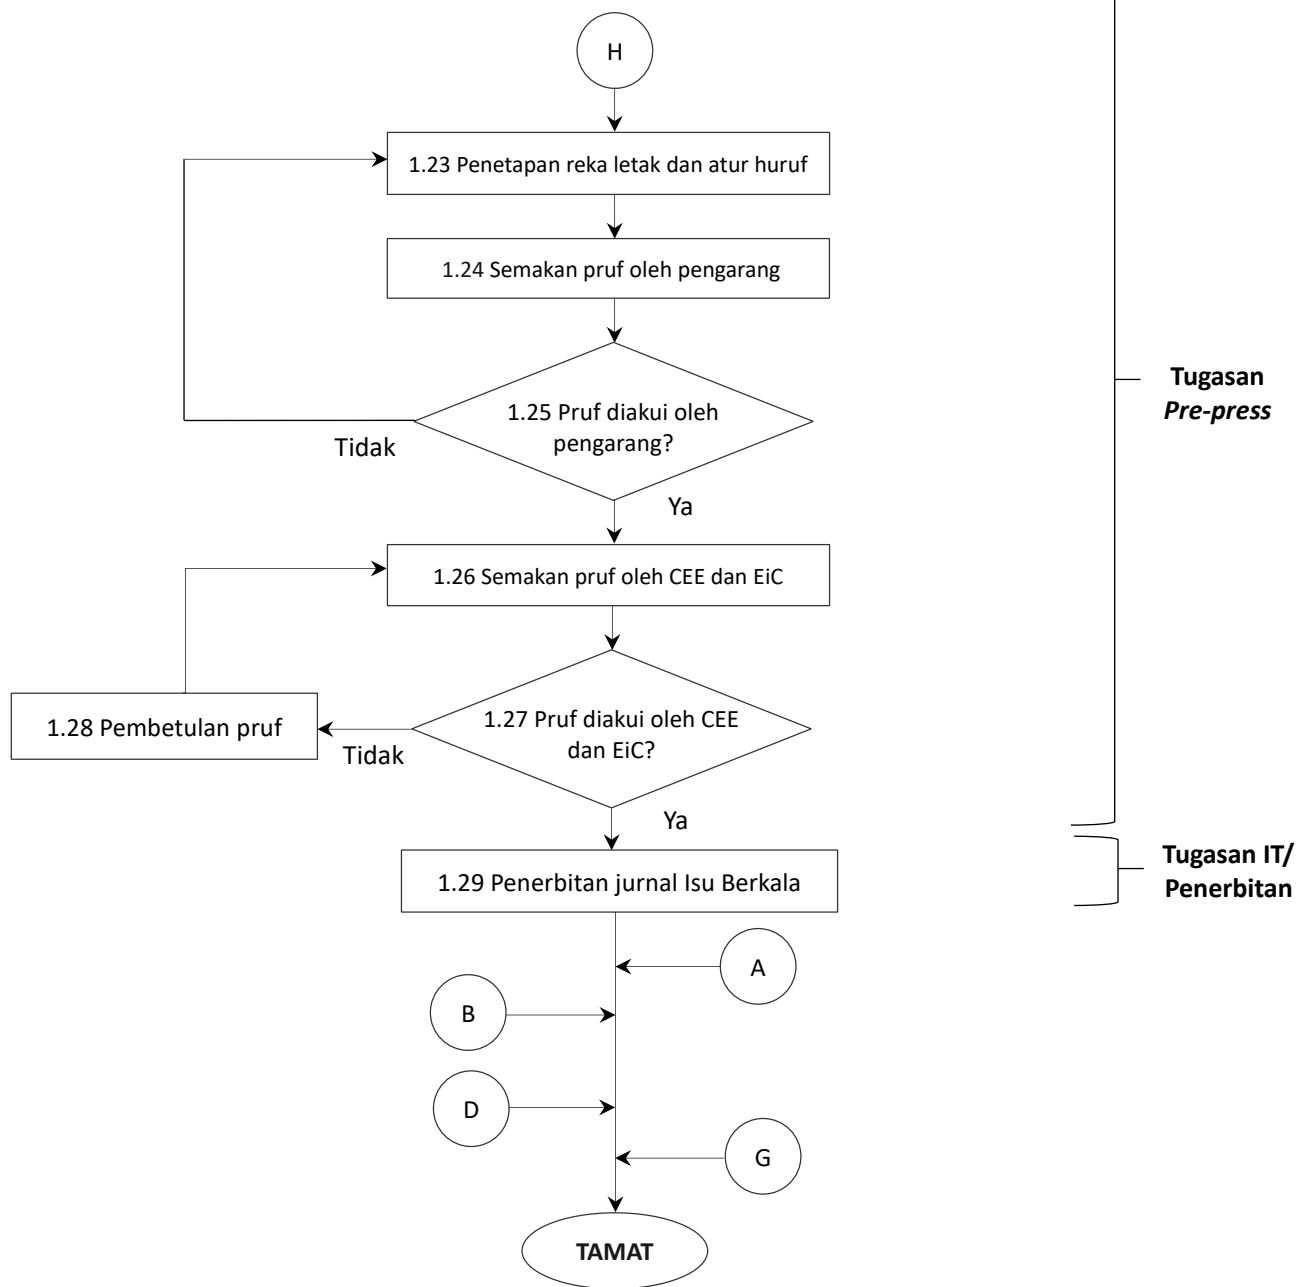 H
1.23 Penetapan reka letak dan atur huruf
1.24 Semakan pruf oleh pengarang
1.25 Pruf diakui oleh
pengarang?
Tidak
Ya
Tugasan
Pre-press
1.26 Semakan pruf oleh CEE dan EiC
1.27 Pruf diakui oleh CEE
dan EiC?
1.28 Pembetulan pruf
Tidak
Ya
1.29 Penerbitan jurnal Isu Berkala
Tugasan IT/
Penerbitan
A
B
D
G
TAMAT